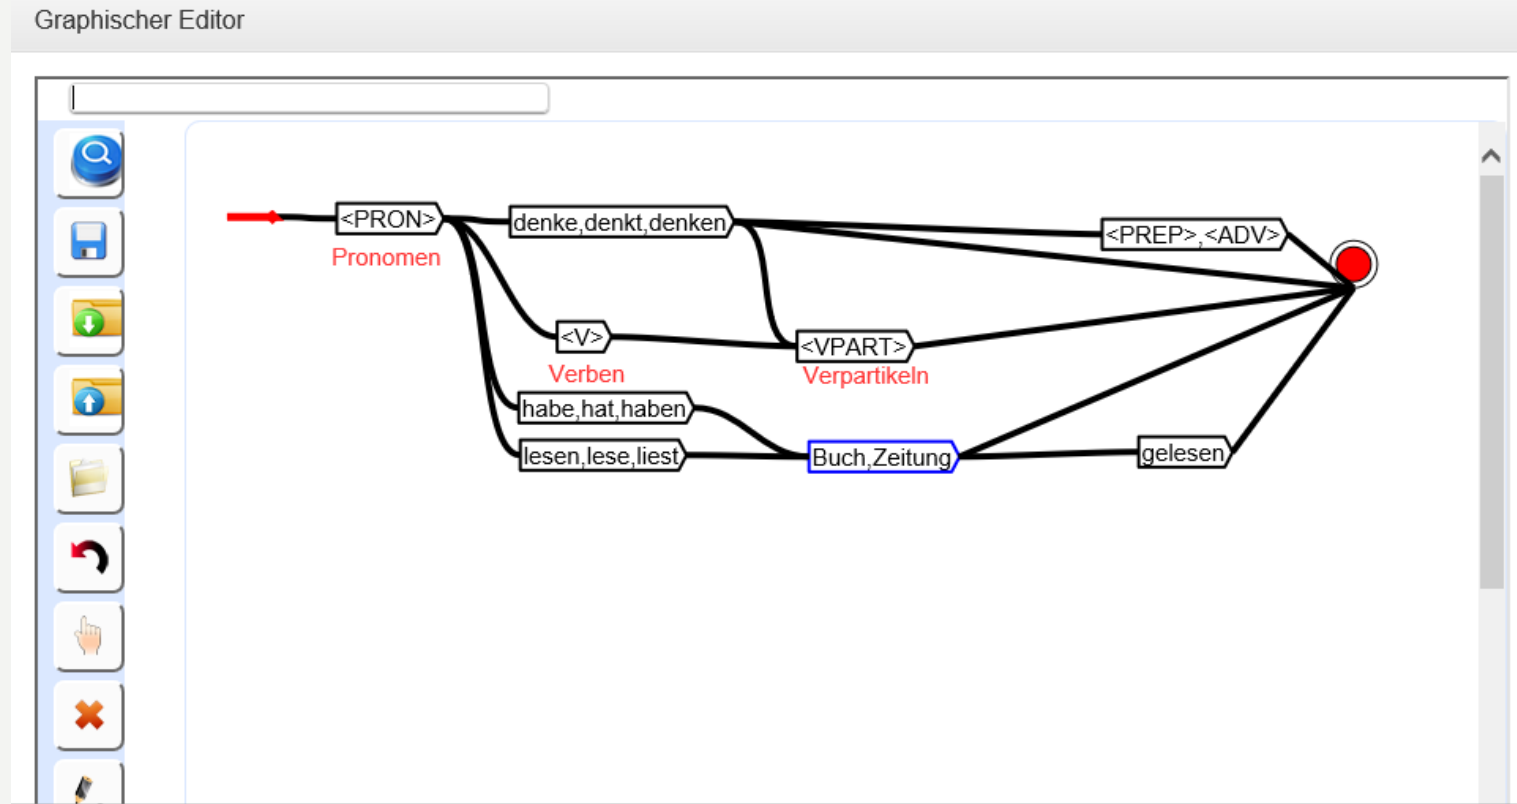 Graphischer Editor
<PRON>
denke,denkt,denken
<PREP>,<ADV>
Pronomen
<V>
<VPART>
Verben
Verpartikeln
habe,hat,haben
lesen,lese,liest
Buch,Zeitung
gelesen